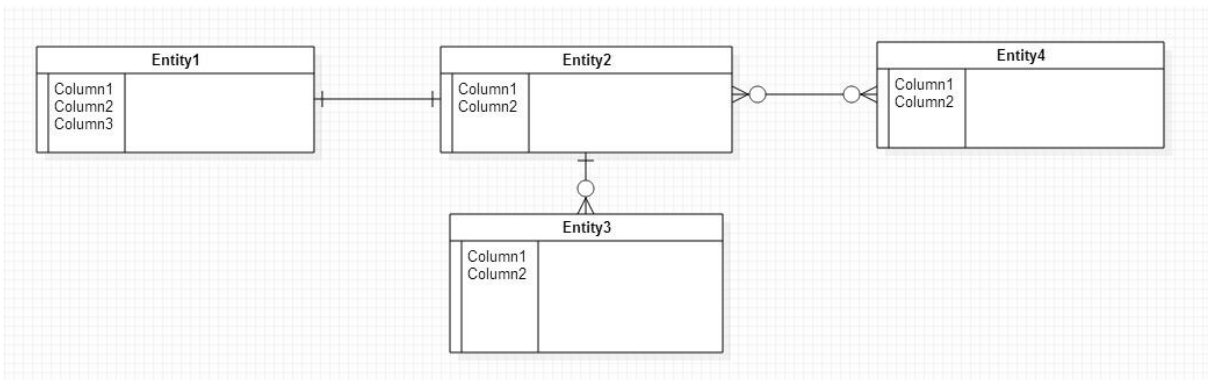 Entity1
Column1
Column2
Column3
Entity2
Column1
Column2
Entity4
Column1
Column2
Entity3
Column1
Column2